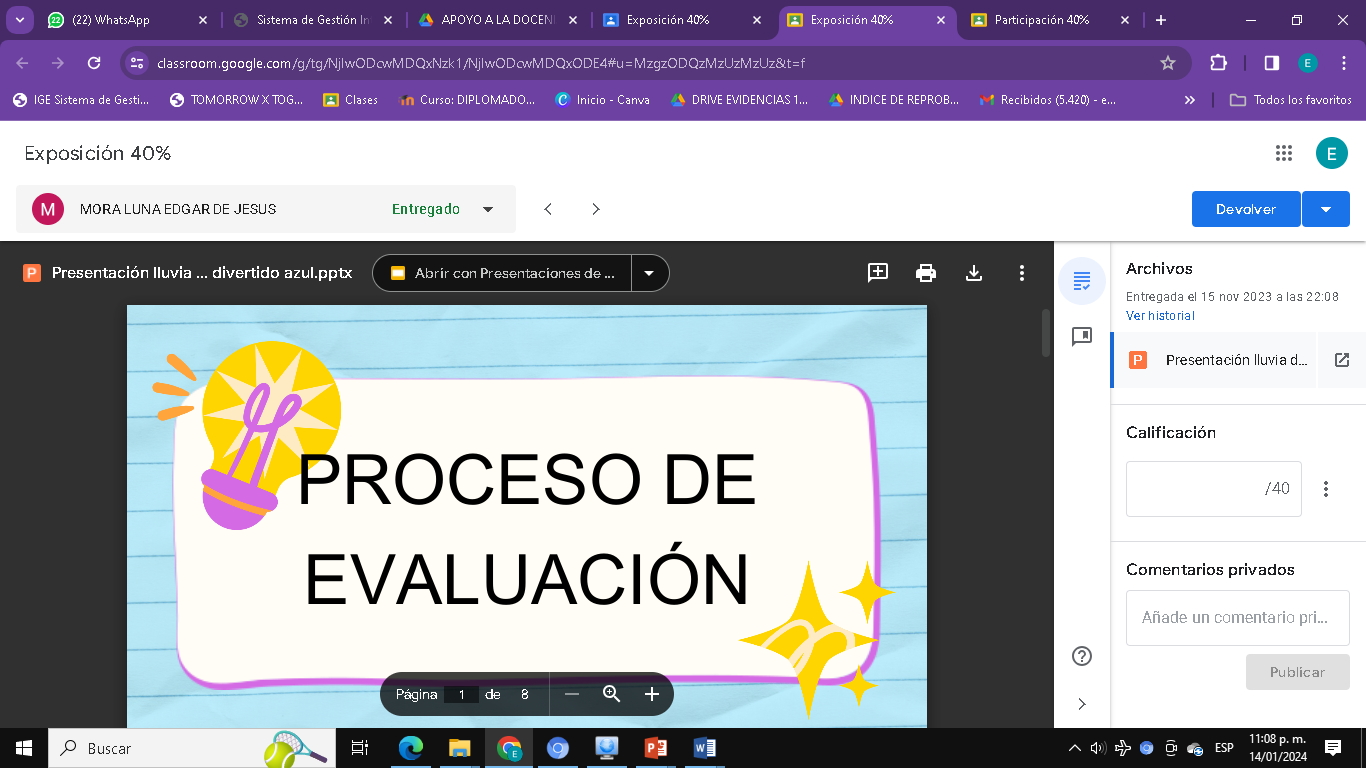 (22) WhatsApp
Sistema de Gestión In
APOYO A LA DOCEN
Exposición 40%
Exposición 40%
Participación 40%
classroom.google.com/g/tg/NjIwODcwMDQxNzk1/NjIwODcwMDQxODE4#u=MzgzODQzMzUzMzUz&t=f
E
IGE Sistema de Gesti...
TOMORROW X TOG...
Clases
Curso: DIPLOMADO...
Inicio - Canva
DRIVE EVIDENCIAS 1...
INDICE DE REPROB...
Recibidos (5.420) - e...
Todos los favoritos
Exposición 40%
E
M
MORA LUNA EDGAR DE JESUS
Entregado
Devolver
P
Presentación lluvia ... divertido azul.pptx
Abrir con Presentaciones de ...
PROCESO DE
EVALUACIÓN
Página 1 de 8
Archivos
Entregada el 15 nov 2023 a las 22:08
Ver historial
P
Presentación lluvia d...
Calificación
/40
Comentarios privados
Añade un comentario pri...
Publicar
Buscar
ESP
11:08 p. m.
14/01/2024